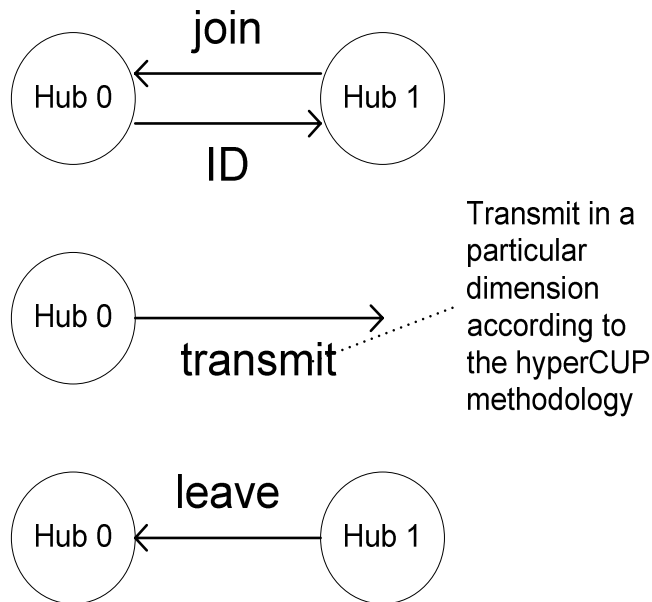 join
Hub 0
Hub 1
ID
Transmit in a
particular
dimension
according to
the hyperCUP
methodology
Hub 0
transmit
leave
Hub 0
Hub 1